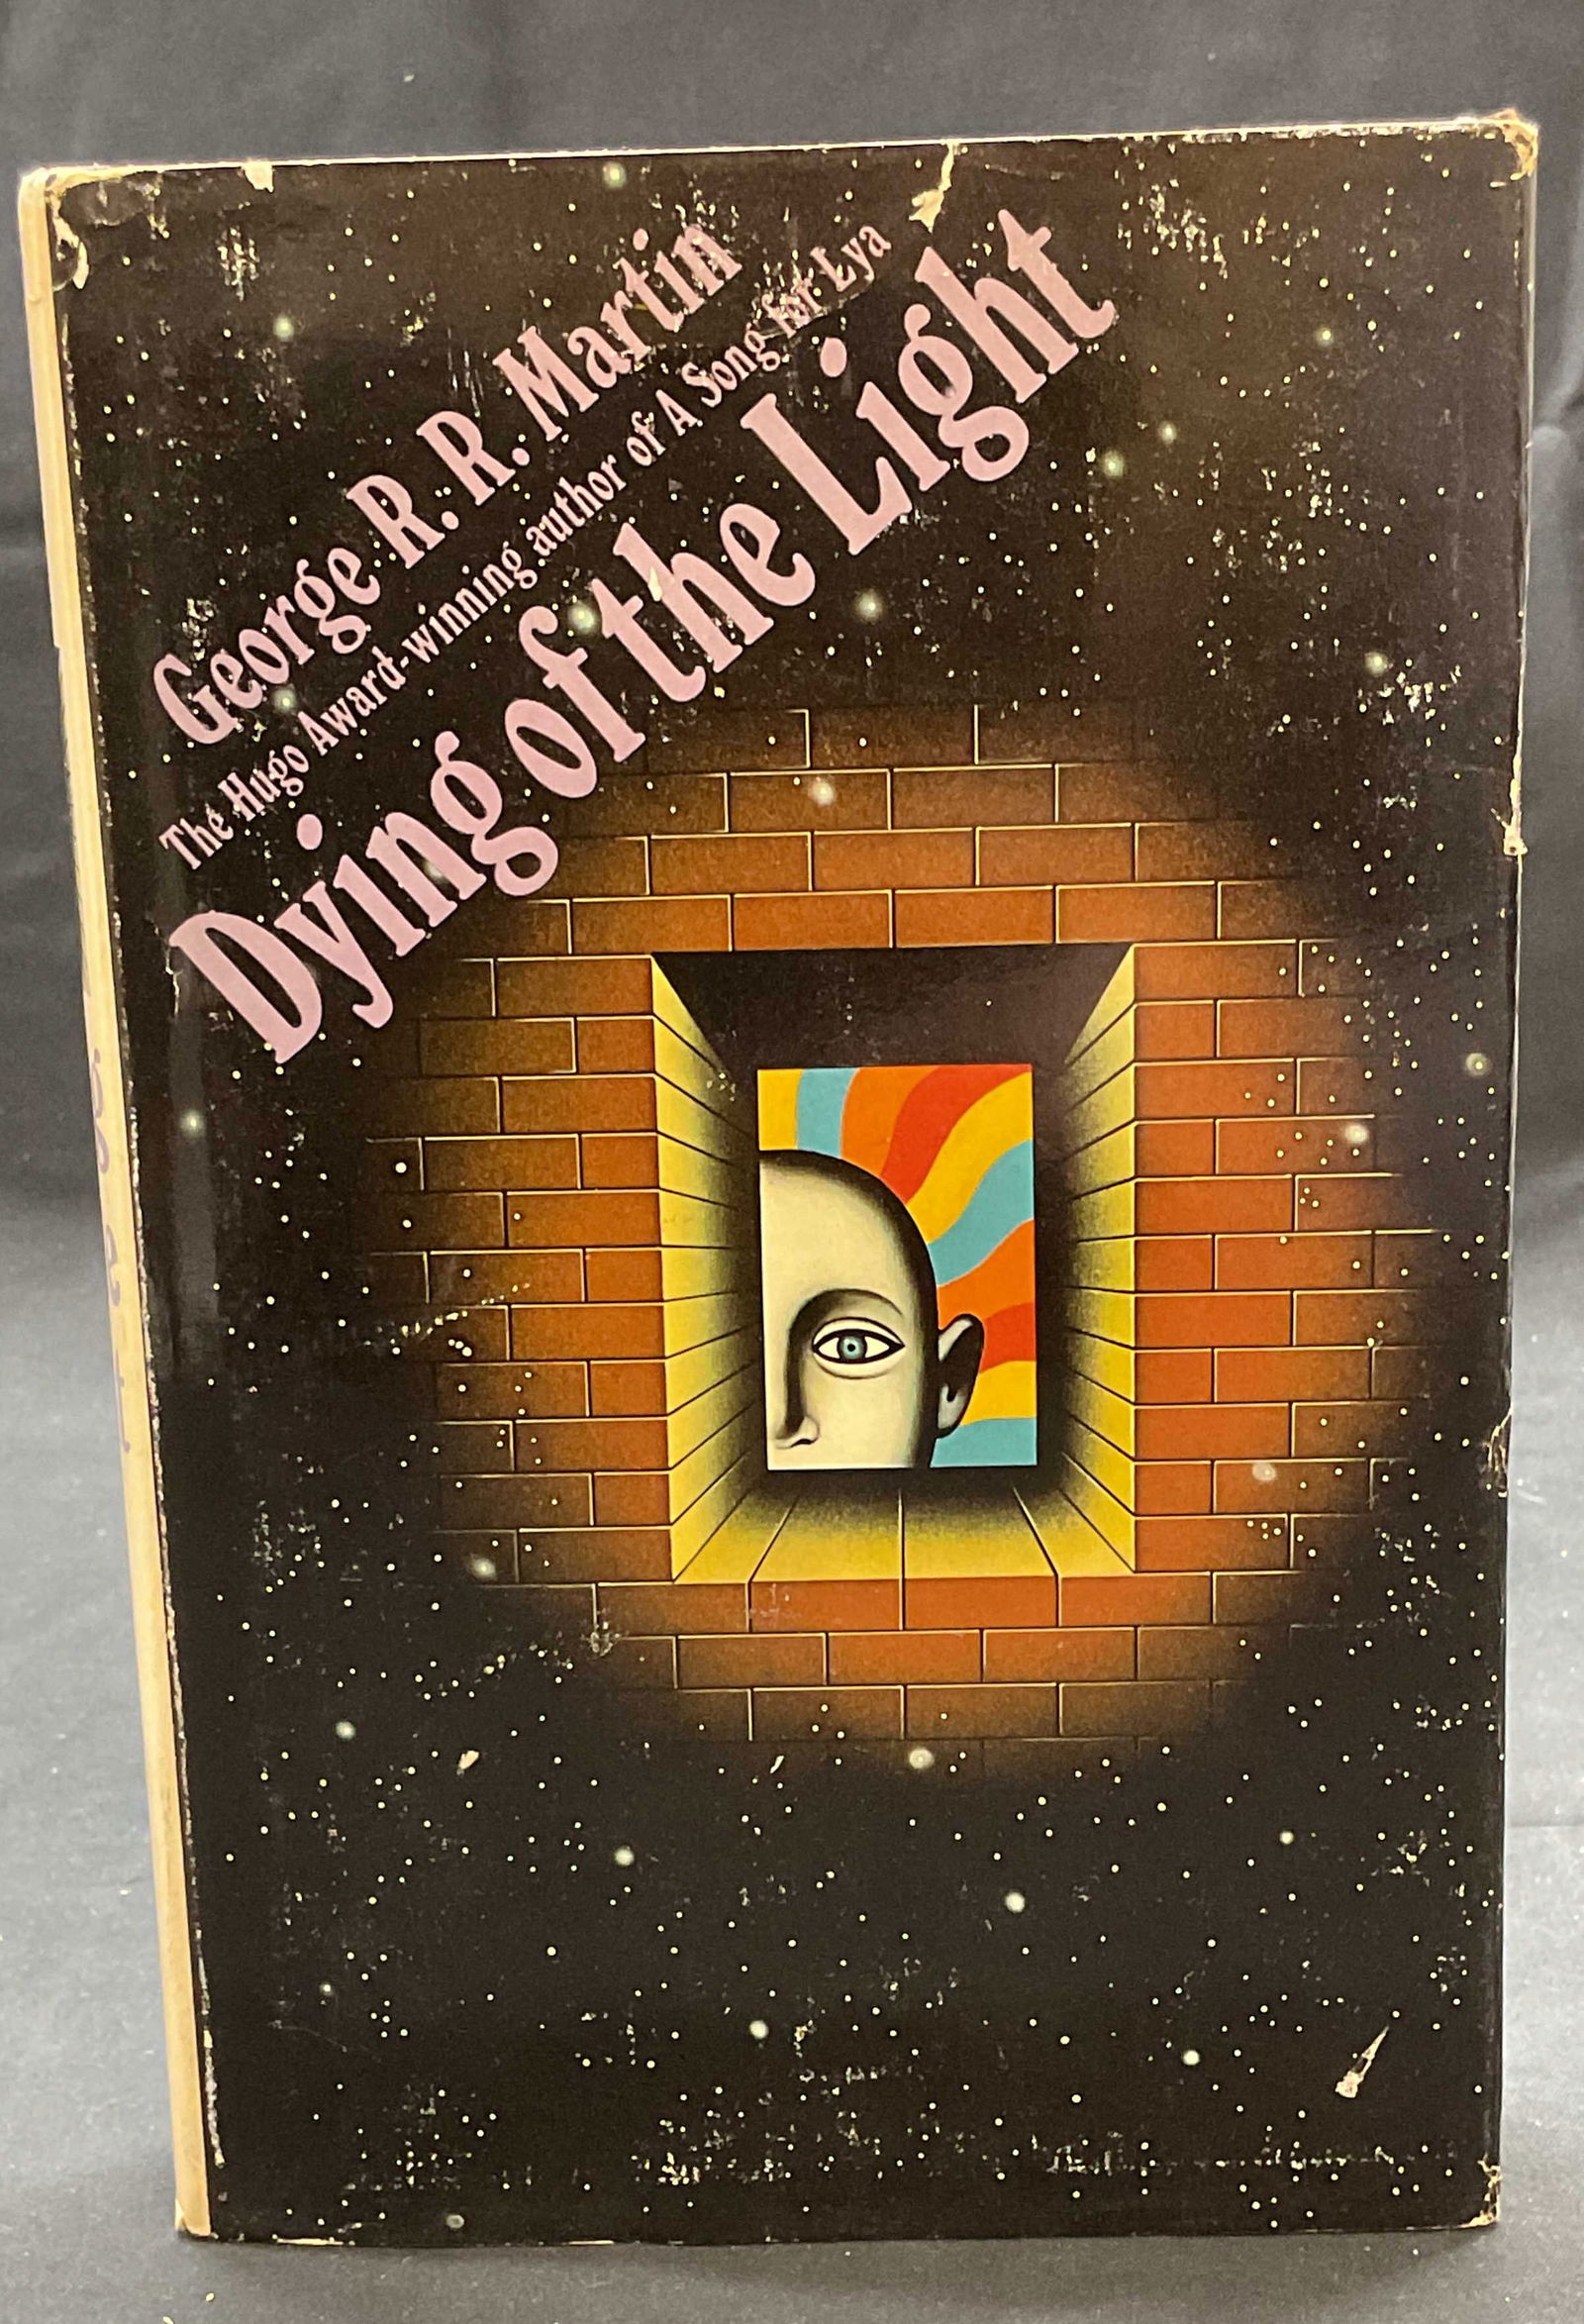 George R. R. Martin
The Hugo Award-winning author of A Song for Lya
Dying of the Light